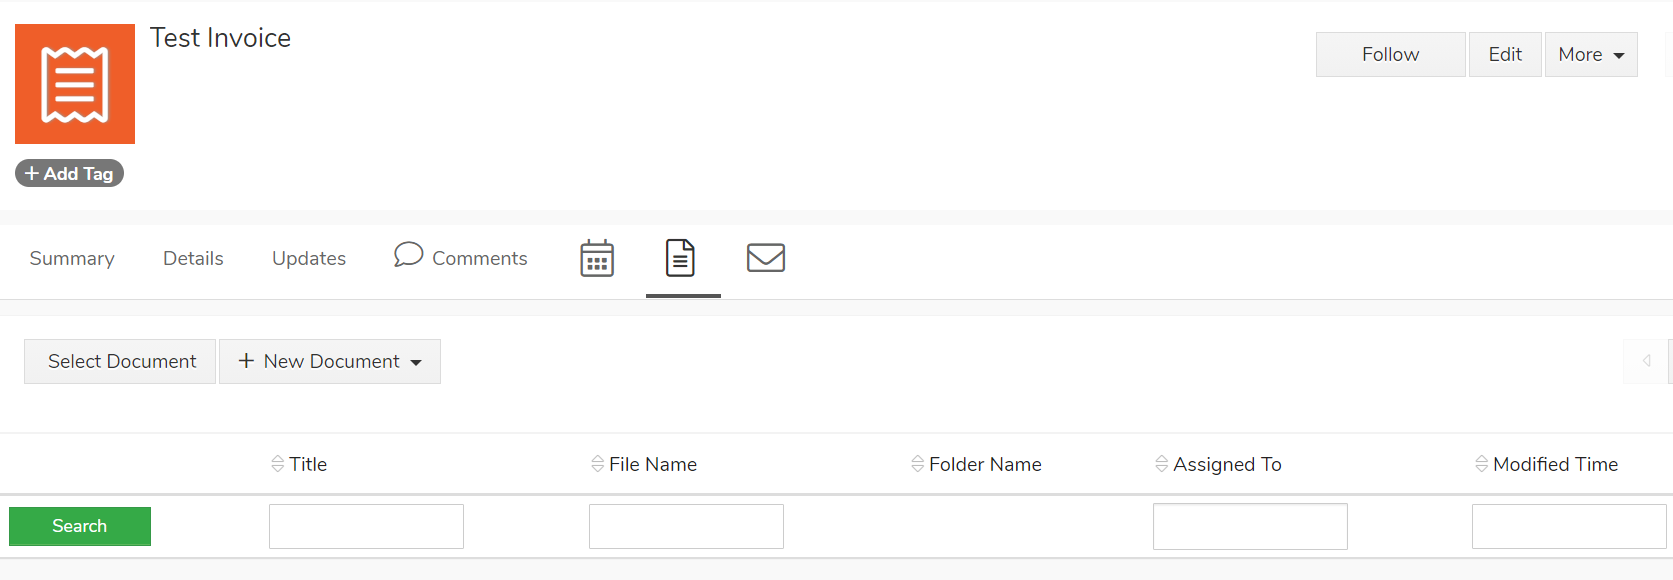 Test Invoice
Follow Edit More
+ Add Tag
Summary Details Updates Comments
Select Document + New Document
Title File Name Folder Name Assigned To Modified Time
Search